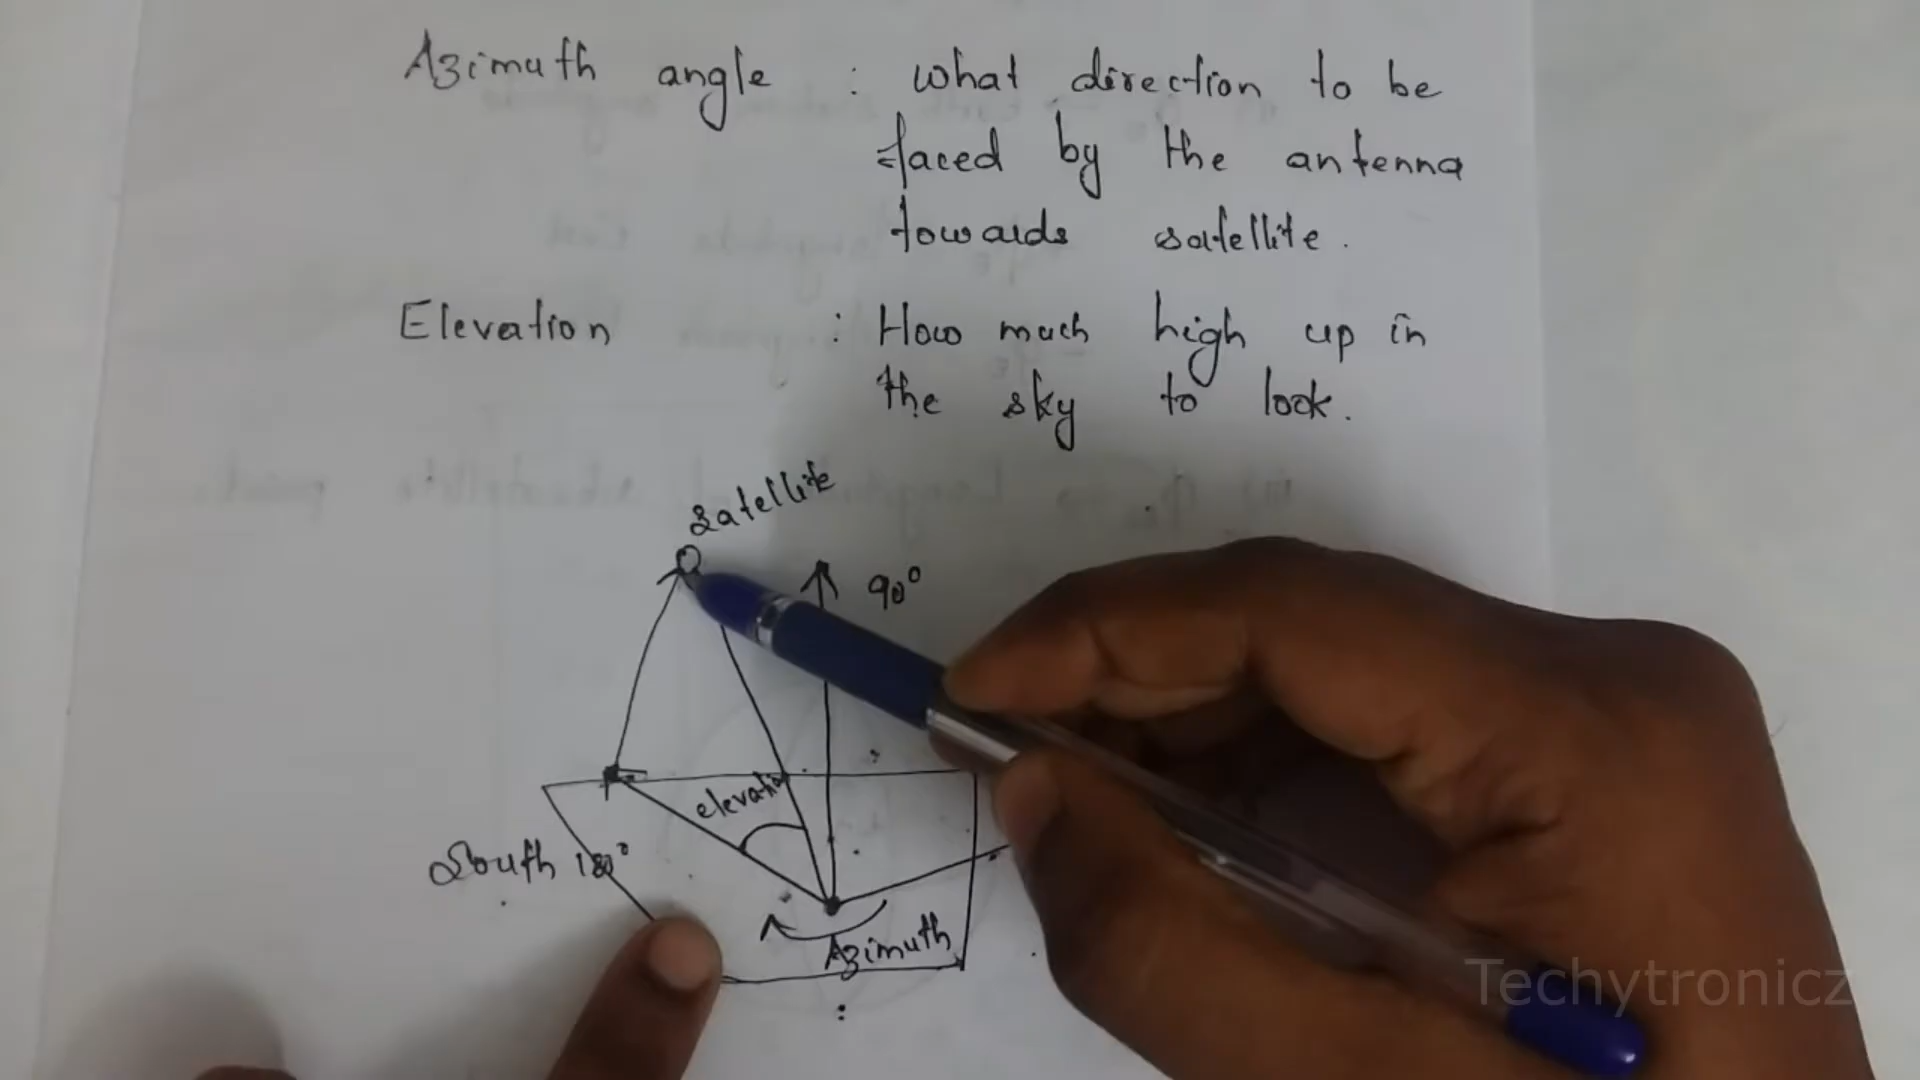 Azimuth angle : what direction to be
faced by the antenna
towards satellite.
Elevation : How much high up in
the sky to look.
Satellite
90°
elevation
South 180°
Azimuth
Techytronicz